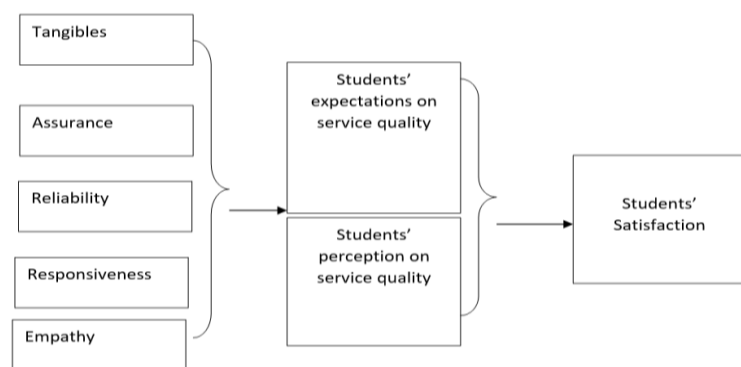 Tangibles
Assurance
Reliability
Responsiveness
Empathy
Students’
expectations on
service quality
Students’
perception on
service quality
Students’
Satisfaction